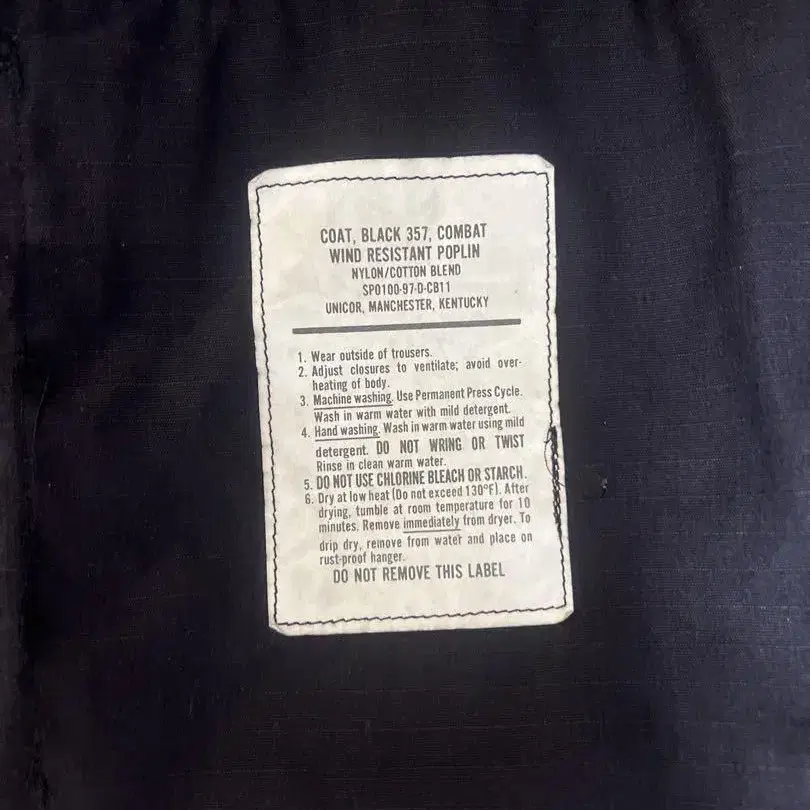 COAT, BLACK 357, COMBAT
WIND RESISTANT POPLIN
NYLON/COTTON BLEND
SPO100-97-D-CB11
UNICOR, MANCHESTER, KENTUCKY
1. Wear outside of trousers.
2. Adjust closures to ventilate; avoid over-
heating of body.
3. Machine washing. Use Permanent Press Cycle.
Wash in warm water with mild detergent.
4. Hand washing. Wash in warm water using mild
detergent. DO NOT WRING OR TWIST
Rinse in clean warm water.
5. DO NOT USE CHLORINE BLEACH OR STARCH.
6. Dry at low heat (Do not exceed 130°F). After
drying, tumble at room temperature for 10
minutes. Remove immediately from dryer. To
drip dry, remove from water and place on
rust-proof hanger.
DO NOT REMOVE THIS LABEL